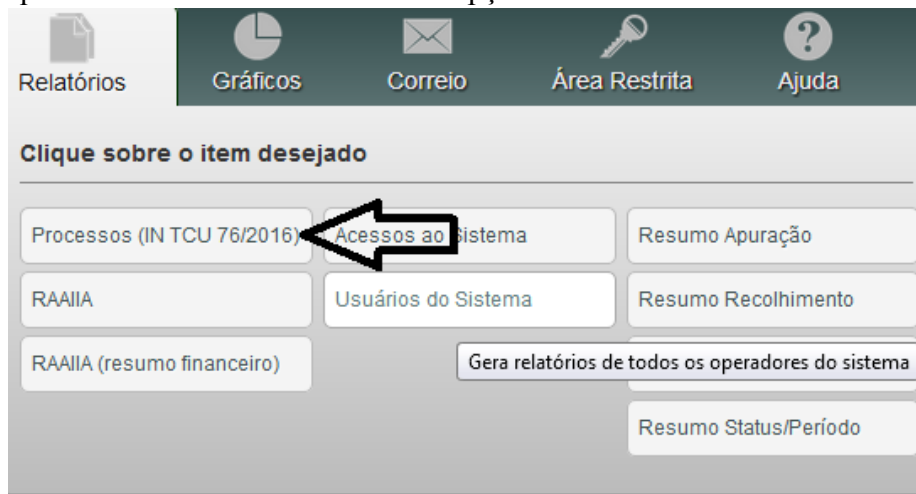 Relatórios
Gráficos
Correio
Área Restrita
Ajuda
Clique sobre o item desejado
Processos (IN TCU 76/2016)
Acessos ao Sistema
Resumo Apuração
RAAIIA
Usuários do Sistema
Resumo Recolhimento
RAAIIA (resumo financeiro)
Gera relatórios de todos os operadores do sistema
Resumo Status/Período